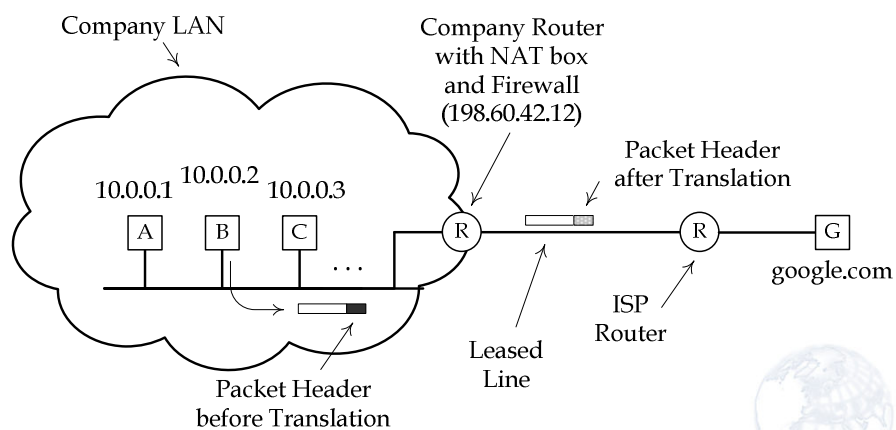 Company LAN
Company Router
with NAT box
and Firewall
(198.60.42.12)
Packet Header
after Translation
10.0.0.1
10.0.0.2
10.0.0.3
A
B
C
. . .
R
R
G
google.com
ISP
Router
Leased
Line
Packet Header
before Translation